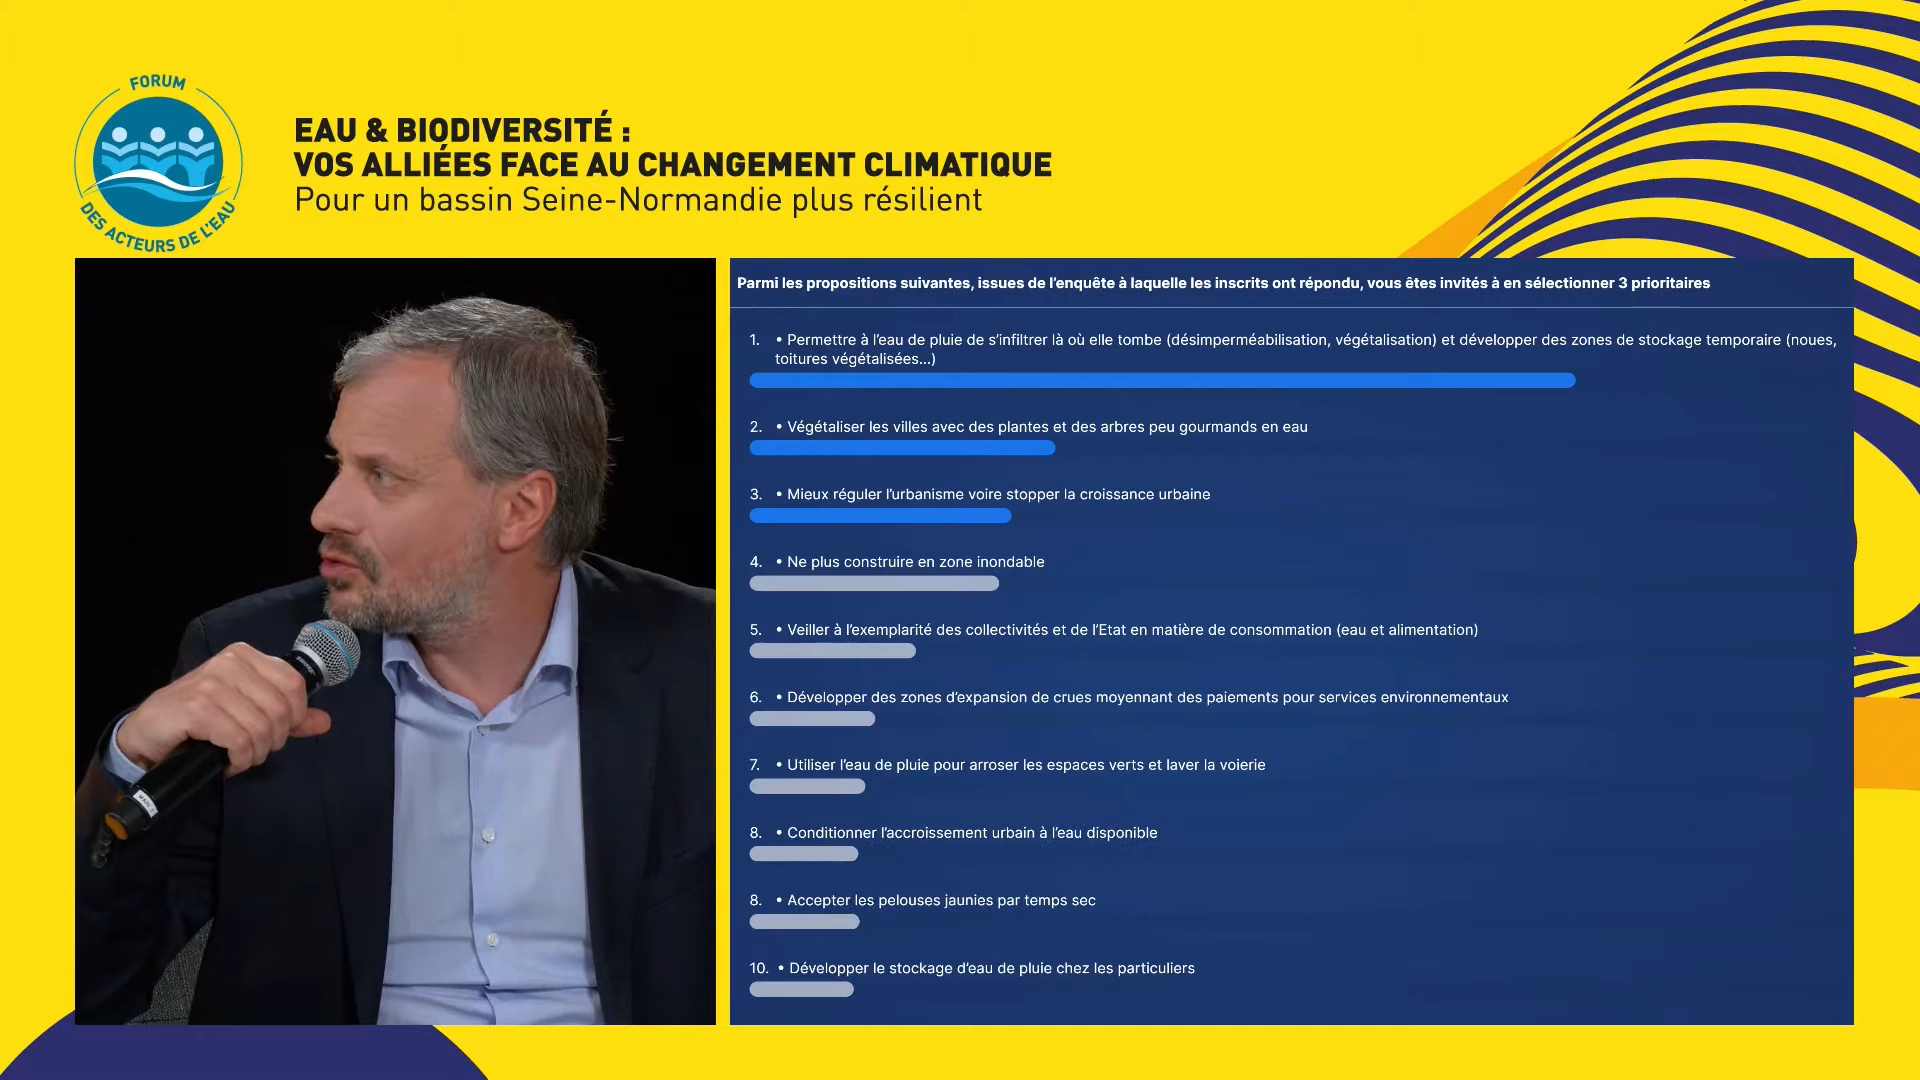 FORUM
DES ACTEURS DE L'EAU
EAU & BIODIVERSITÉ :
VOS ALLIÉES FACE AU CHANGEMENT CLIMATIQUE
Pour un bassin Seine-Normandie plus résilient
Parmi les propositions suivantes, issues de l'enquête à laquelle les inscrits ont répondu, vous êtes invités à en sélectionner 3 prioritaires
1. • Permettre à l'eau de pluie de s'infiltrer là où elle tombe (désimperméabilisation, végétalisation) et développer des zones de stockage temporaire (noues,
toitures végétalisées...)
2. • Végétaliser les villes avec des plantes et des arbres peu gourmands en eau
3. • Mieux réguler l'urbanisme voire stopper la croissance urbaine
4. • Ne plus construire en zone inondable
5. • Veiller à l'exemplarité des collectivités et de l'Etat en matière de consommation (eau et alimentation)
6. • Développer des zones d'expansion de crues moyennant des paiements pour services environnementaux
7. • Utiliser l'eau de pluie pour arroser les espaces verts et laver la voierie
8. • Conditionner l'accroissement urbain à l'eau disponible
8. • Accepter les pelouses jaunies par temps sec
10. • Développer le stockage d'eau de pluie chez les particuliers